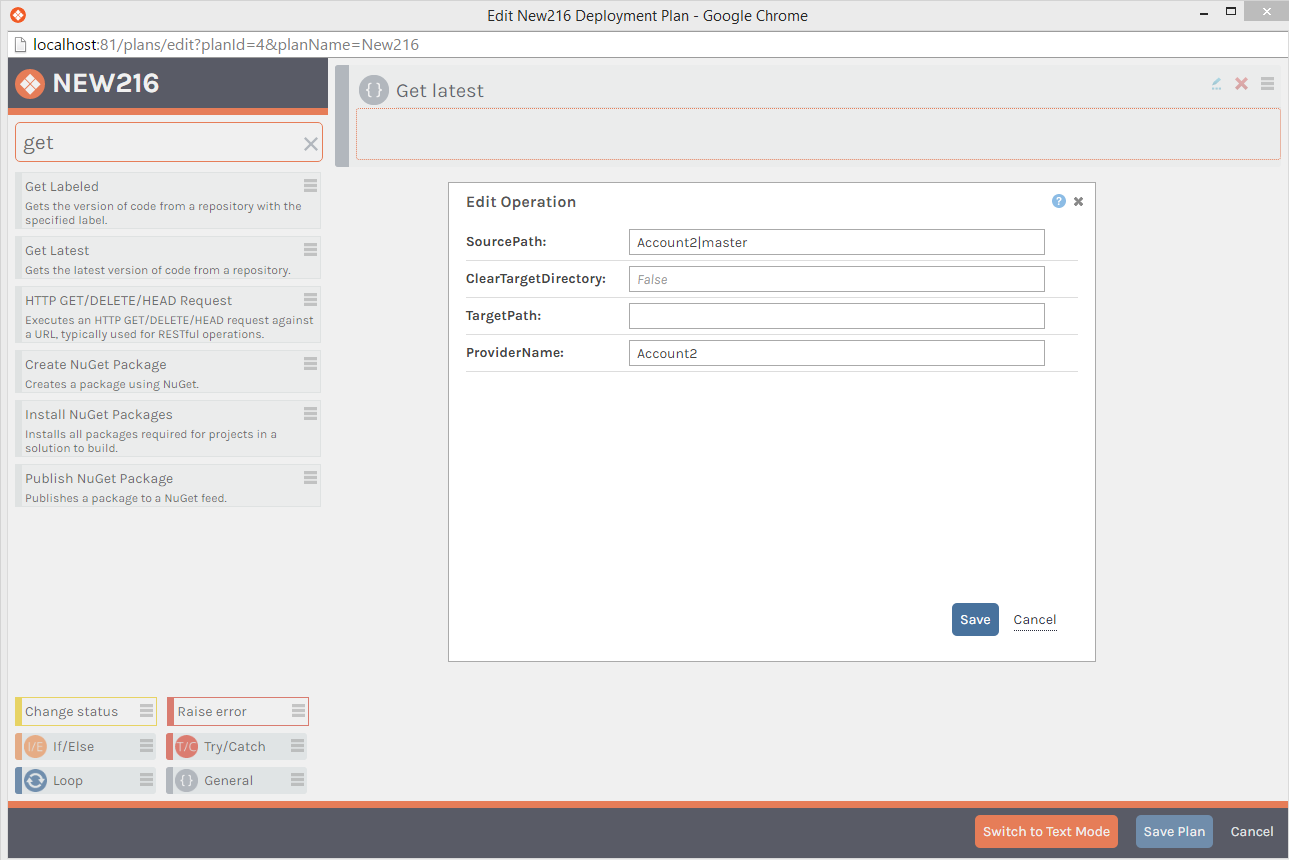 Edit New216 Deployment Plan - Google Chrome
localhost:81/plans/edit?planId=4&planName=New216
NEW216
get
Get Labeled
Gets the version of code from a repository with the
specified label.
Get Latest
Gets the latest version of code from a repository.
HTTP GET/DELETE/HEAD Request
Executes an HTTP GET/DELETE/HEAD request against
a URL, typically used for RESTful operations.
Create NuGet Package
Creates a package using NuGet.
Install NuGet Packages
Installs all packages required for projects in a
solution to build.
Publish NuGet Package
Publishes a package to a NuGet feed.
Change status
Raise error
I/E If/Else
T/C Try/Catch
Loop
{} General
{} Get latest
Edit Operation
?
SourcePath: Account2|master
ClearTargetDirectory: False
TargetPath:
ProviderName: Account2
Save Cancel
Switch to Text Mode Save Plan Cancel